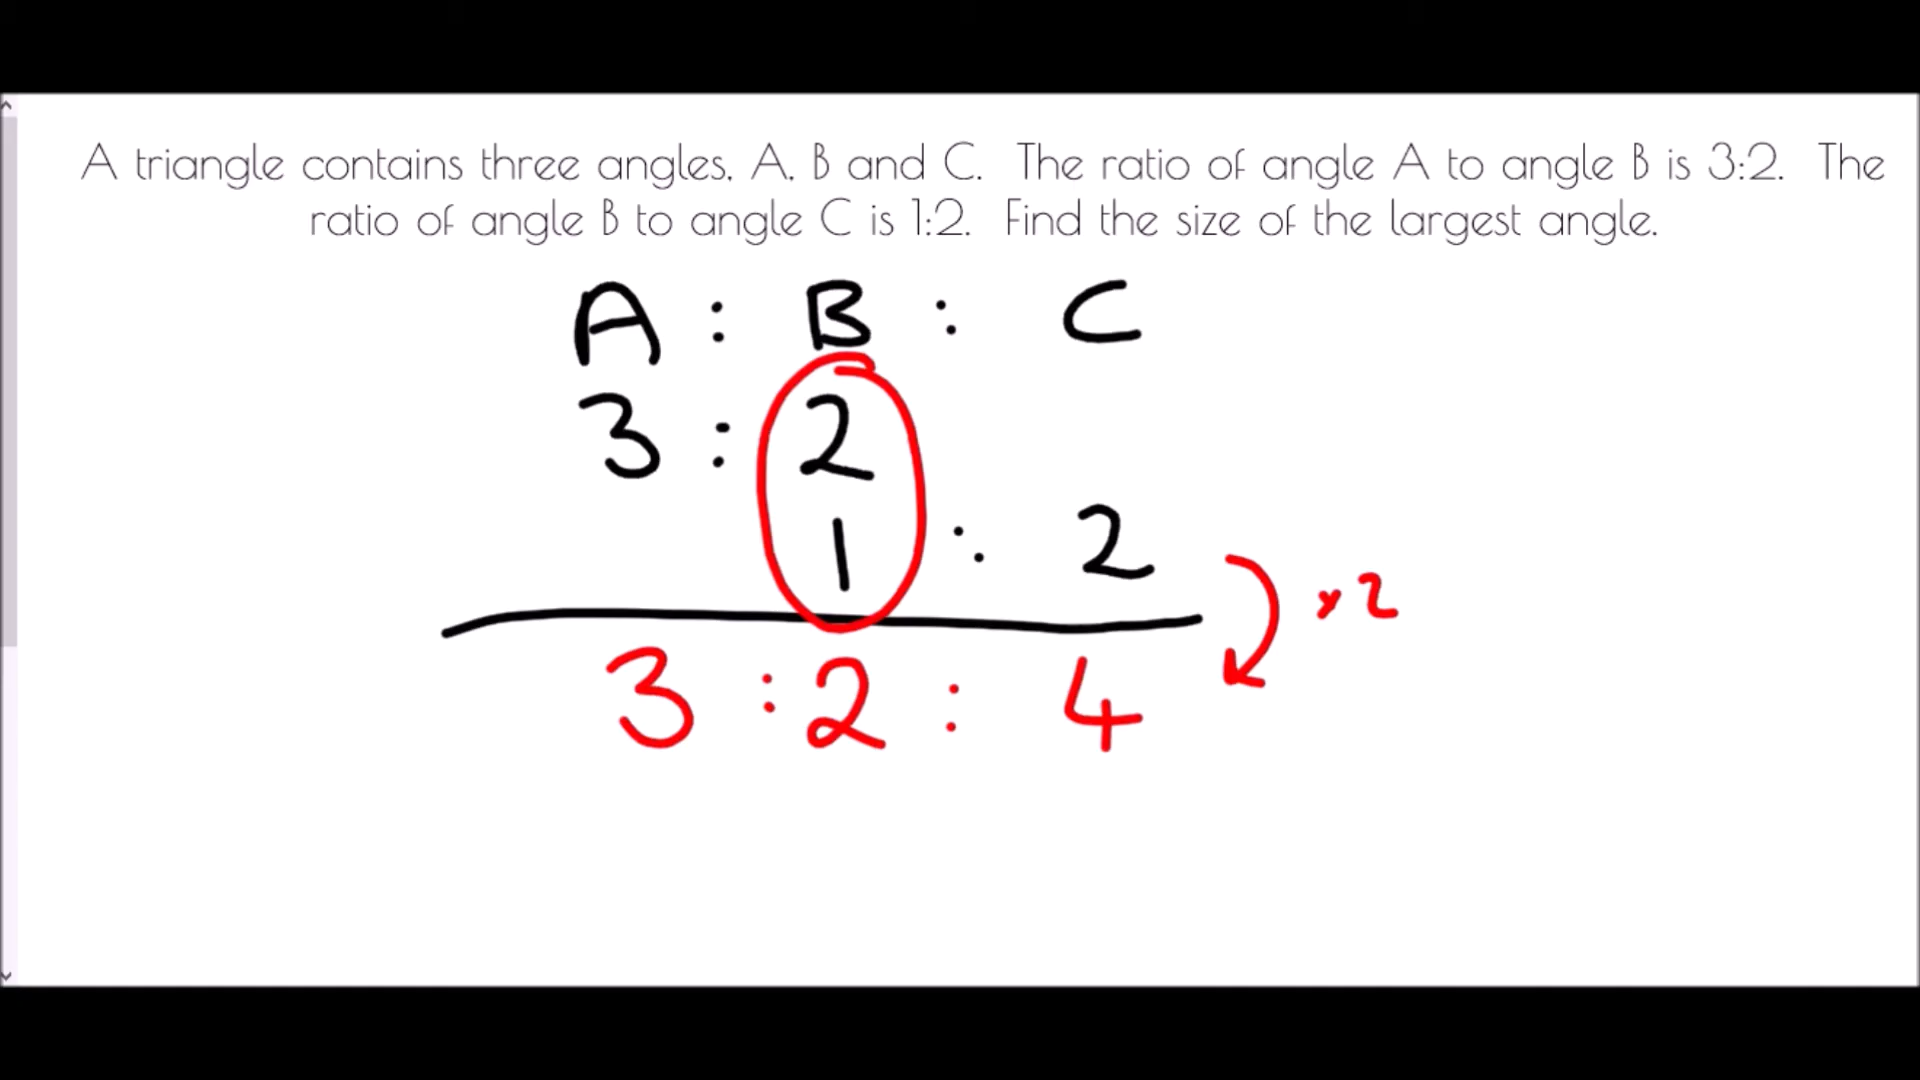 A triangle contains three angles, A, B and C. The ratio of angle A to angle B is 3:2. The
ratio of angle B to angle C is 1:2. Find the size of the largest angle.
A : B : C
3 : 2
1 : 2
×2
3 : 2 : 4